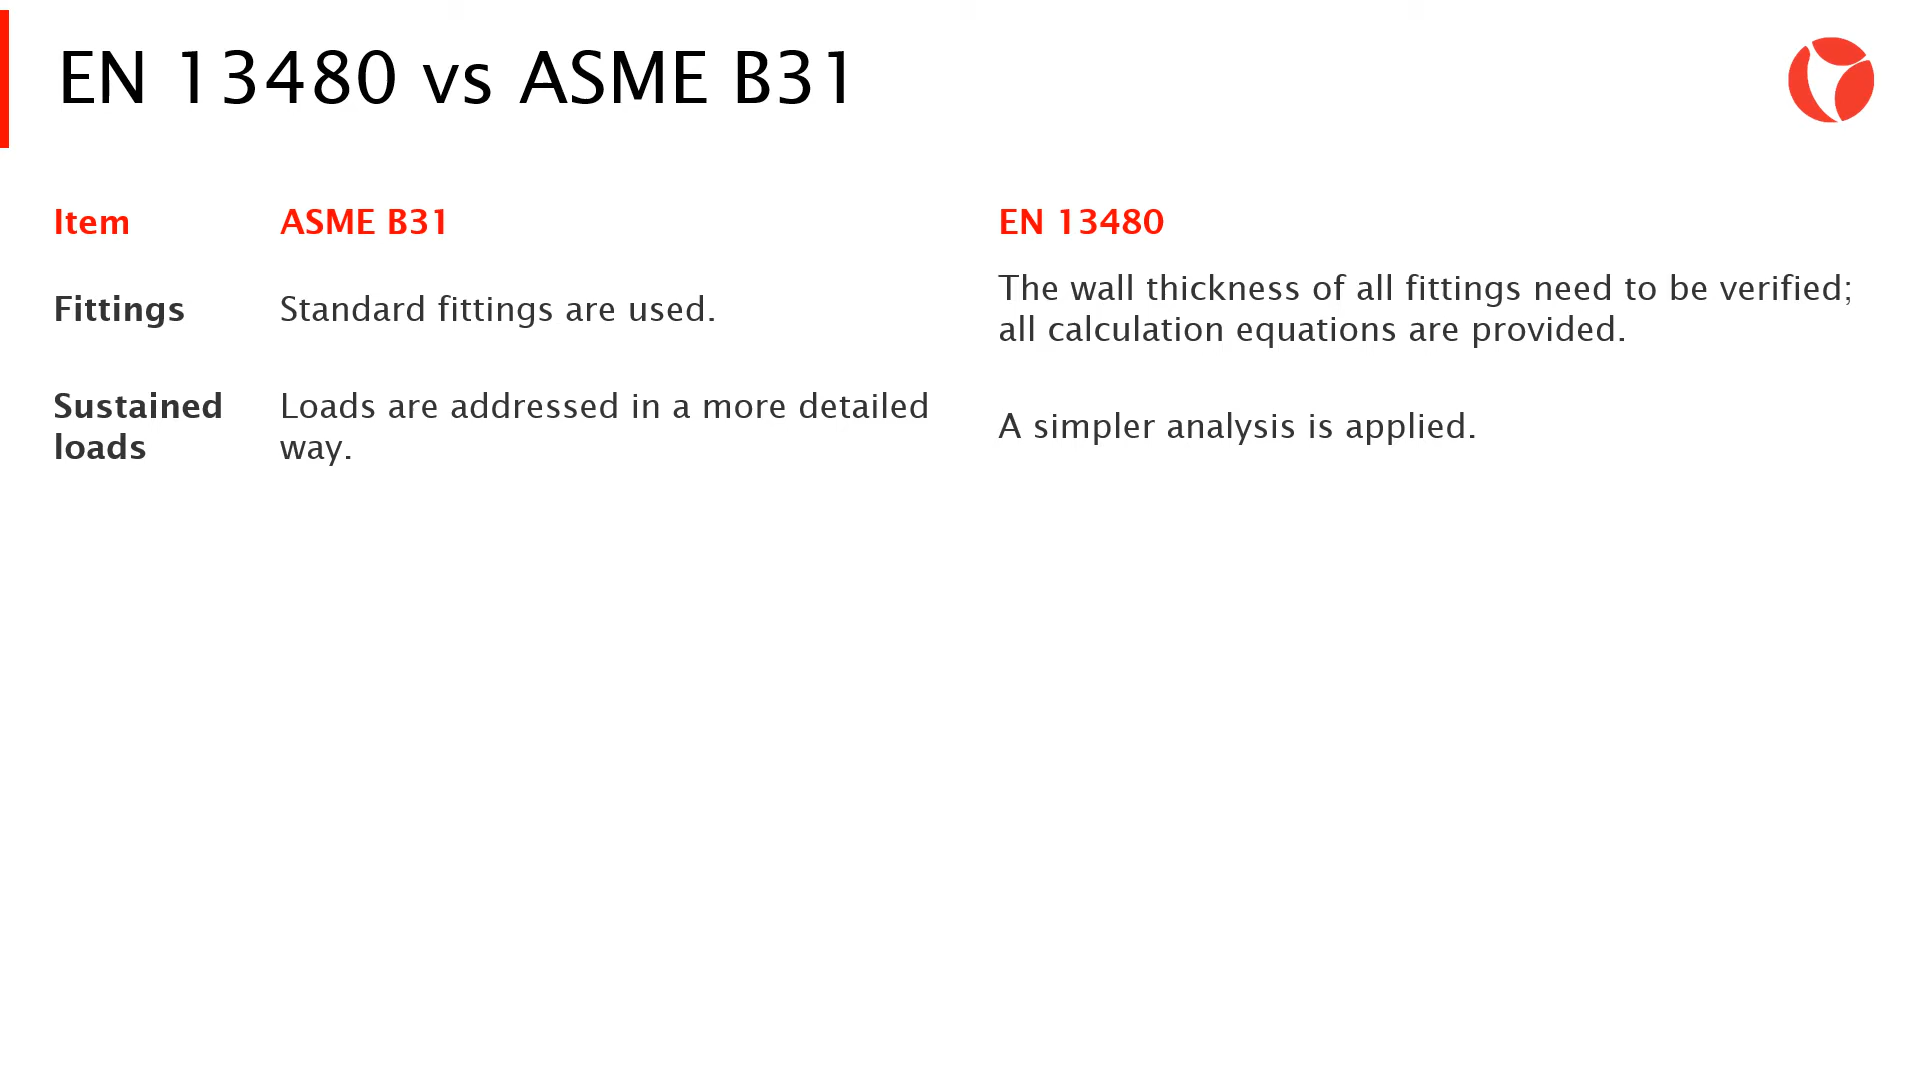 EN 13480 vs ASME B31
Item
ASME B31
EN 13480
Fittings
Standard fittings are used.
The wall thickness of all fittings need to be verified;
all calculation equations are provided.
Sustained
loads
Loads are addressed in a more detailed
way.
A simpler analysis is applied.